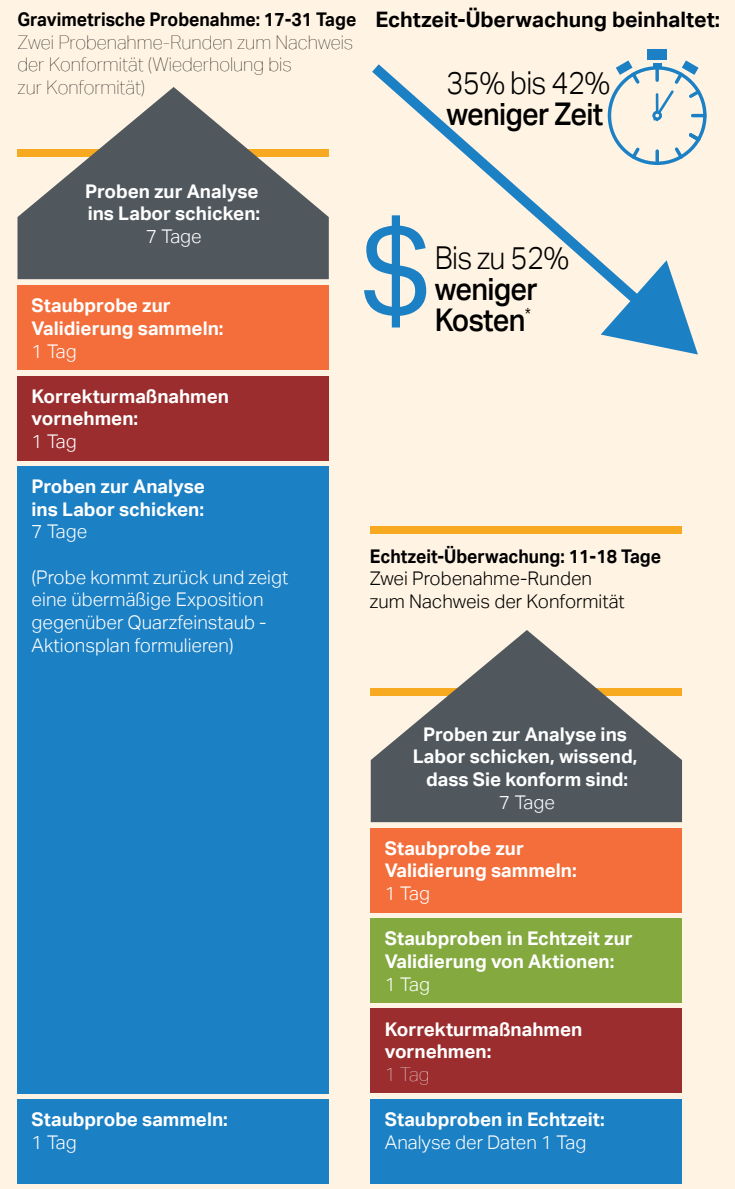 Gravimetrische Probenahme: 17-31 Tage
Zwei Probenahme-Runden zum Nachweis
der Konformität (Wiederholung bis
zur Konformität)
Proben zur Analyse
ins Labor schicken:
7 Tage
Staubprobe zur
Validierung sammeln:
1 Tag
Korrekturmaßnahmen
vornehmen:
1 Tag
Proben zur Analyse
ins Labor schicken:
7 Tage
(Probe kommt zurück und zeigt
eine übermäßige Exposition
gegenüber Quarzfeinstaub -
Aktionsplan formulieren)
Staubprobe sammeln:
1 Tag
Echtzeit-Überwachung beinhaltet:
35% bis 42%
weniger Zeit
$
Bis zu 52%
weniger
Kosten*
Echtzeit-Überwachung: 11-18 Tage
Zwei Probenahme-Runden
zum Nachweis der Konformität
Proben zur Analyse ins
Labor schicken, wissend,
dass Sie konform sind:
7 Tage
Staubprobe zur
Validierung sammeln:
1 Tag
Staubproben in Echtzeit zur
Validierung von Aktionen:
1 Tag
Korrekturmaßnahmen
vornehmen:
1 Tag
Staubproben in Echtzeit:
Analyse der Daten 1 Tag